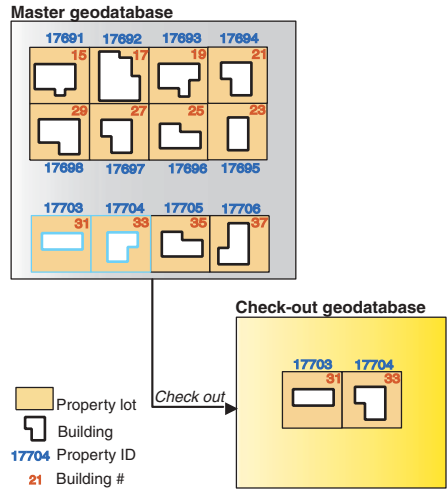 Master geodatabase
17691 17692 17693 17694
15 17 19 21
29 27 25 23
17698 17697 17696 17695
17703 17704 17705 17706
31 33 35 37
Check-out geodatabase
17703 17704
31 33
Check out
Property lot
Building
17704 Property ID
21 Building #